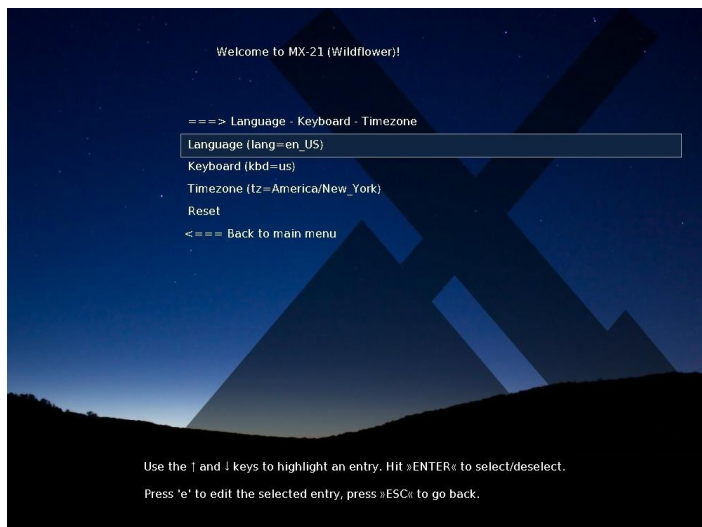 Welcome to MX-21 (Wildflower)!
===> Language - Keyboard - Timezone
Language (lang=en_US)
Keyboard (kbd=us)
Timezone (tz=America/New_York)
Reset
<=== Back to main menu
Use the ↑ and ↓ keys to highlight an entry. Hit »ENTER« to select/deselect.
Press 'e' to edit the selected entry, press »ESC« to go back.